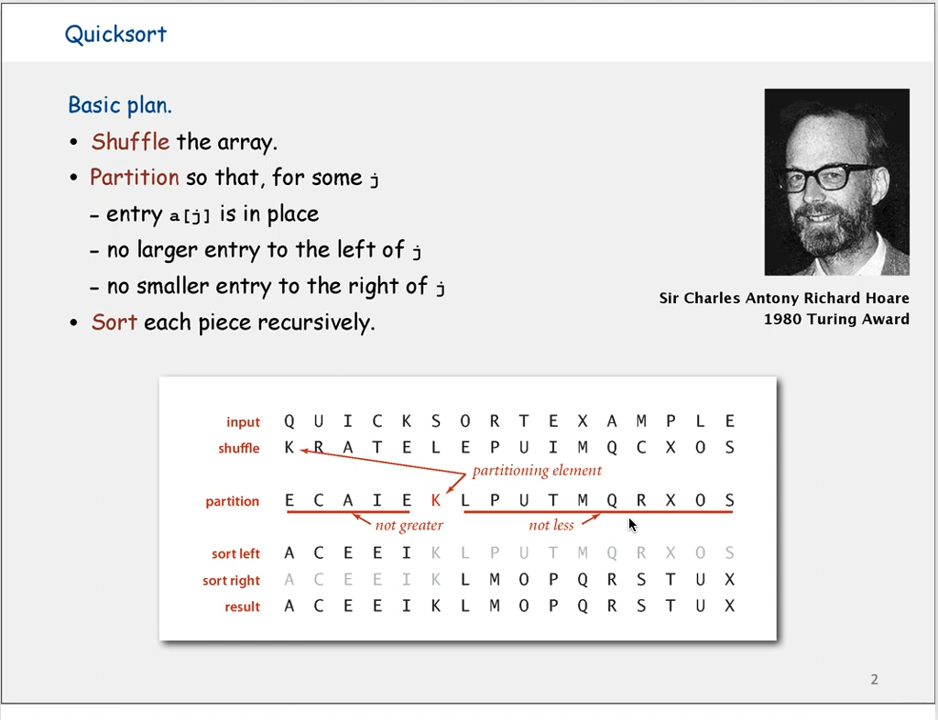 Quicksort
Basic plan.
• Shuffle the array.
• Partition so that, for some j
– entry a[j] is in place
– no larger entry to the left of j
– no smaller entry to the right of j
• Sort each piece recursively.
Sir Charles Antony Richard Hoare
1980 Turing Award
input Q U I C K S O R T E X A M P L E
shuffle K R A T E L E P U I M Q C X O S
partitioning element
partition E C A I E K L P U T M Q R X O S
not greater not less
sort left A C E E I K L P U T M Q R X O S
sort right A C E E I K L M O P Q R S T U X
result A C E E I K L M O P Q R S T U X
2